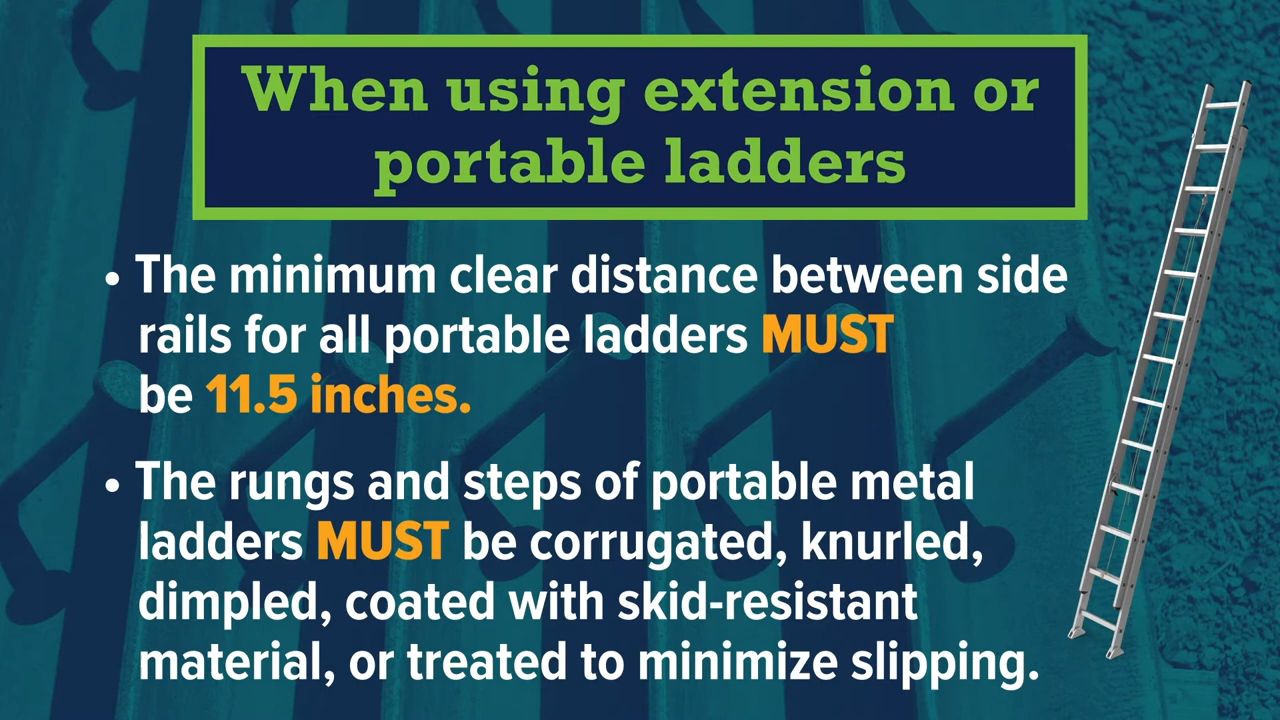 When using extension or
portable ladders
• The minimum clear distance between side
rails for all portable ladders MUST
be 11.5 inches.
• The rungs and steps of portable metal
ladders MUST be corrugated, knurled,
dimpled, coated with skid-resistant
material, or treated to minimize slipping.